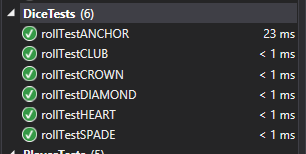 DiceTests (6)
rollTestANCHOR 23 ms
rollTestCLUB < 1 ms
rollTestCROWN < 1 ms
rollTestDIAMOND < 1 ms
rollTestHEART < 1 ms
rollTestSPADE < 1 ms